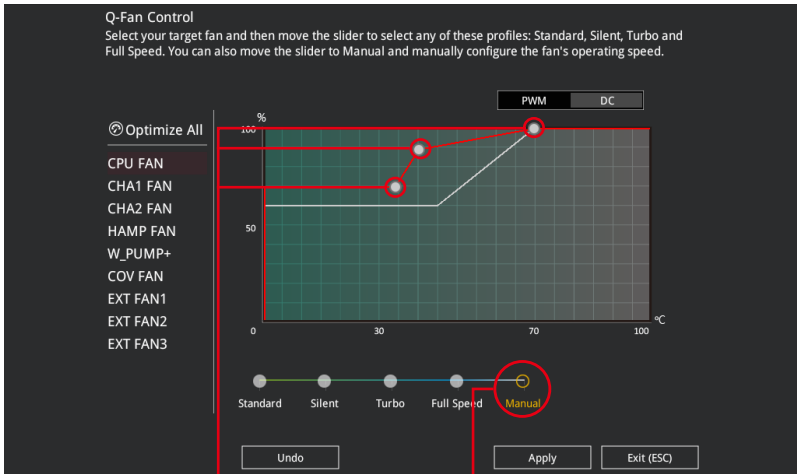 Q-Fan Control
Select your target fan and then move the slider to select any of these profiles: Standard, Silent, Turbo and
Full Speed. You can also move the slider to Manual and manually configure the fan's operating speed.
PWM DC
%
Optimize All
100
CPU FAN
CHA1 FAN
CHA2 FAN
HAMP FAN
50
W_PUMP+
COV FAN
EXT FAN1
EXT FAN2
EXT FAN3
°C
0 30 70 100
Standard Silent Turbo Full Speed Manual
Undo Apply Exit (ESC)